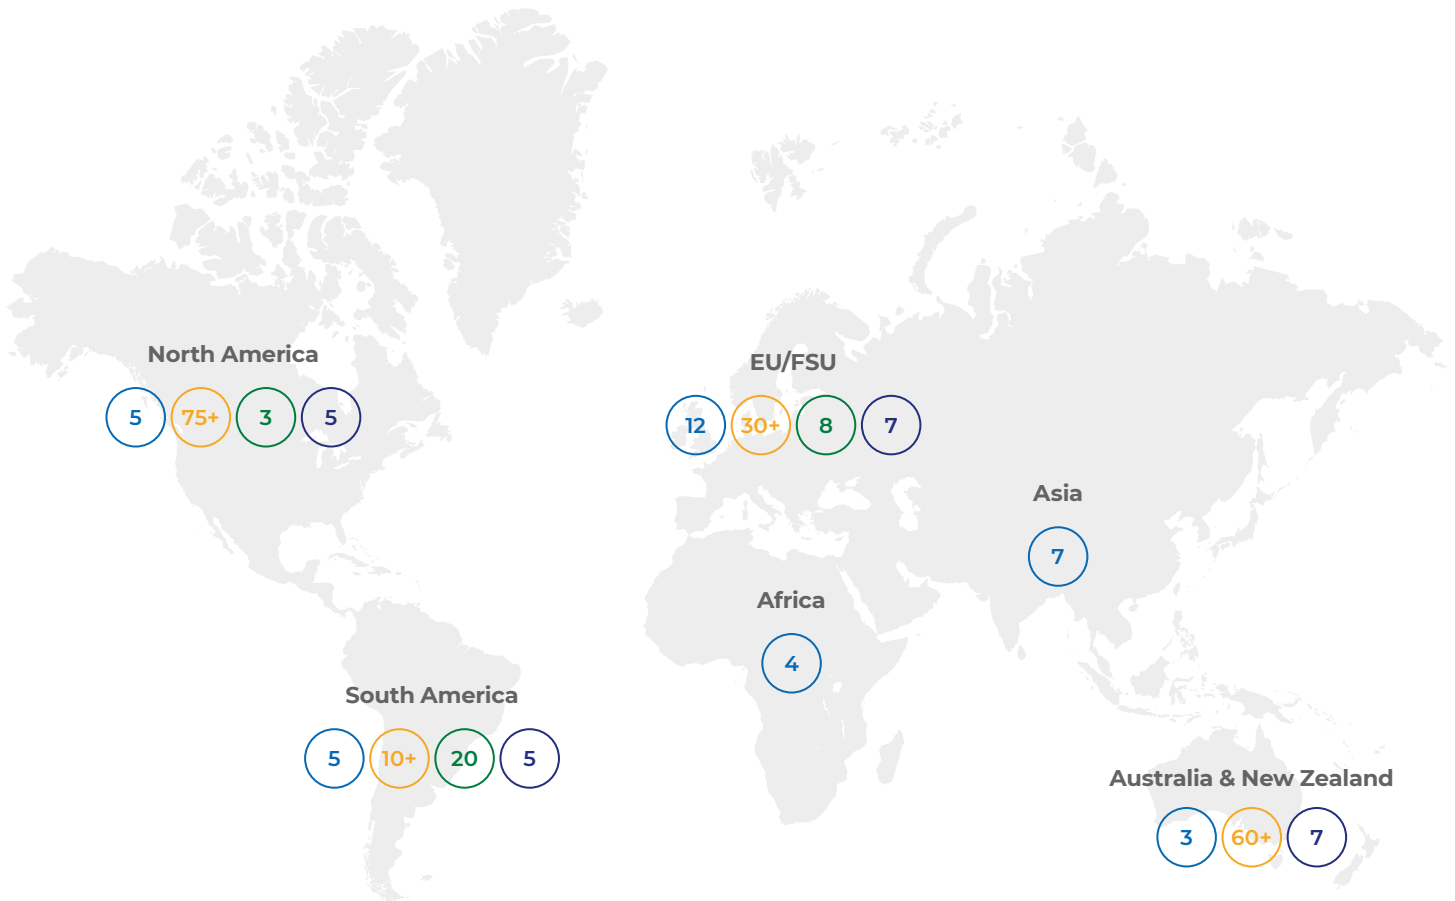 North America
5 75+ 3 5
EU/FSU
12 30+ 8 7
Asia
7
Africa
4
South America
5 10+ 20 5
Australia & New Zealand
3 60+ 7